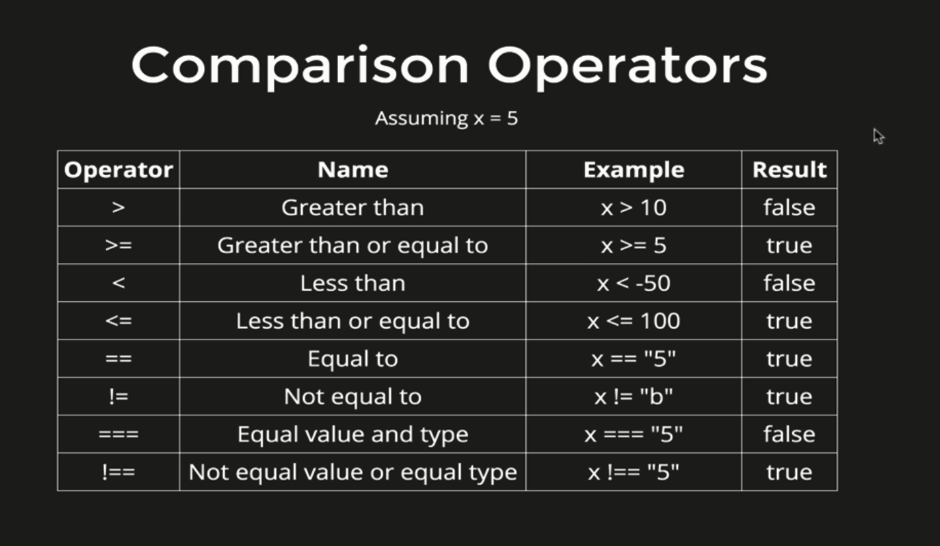 Comparison Operators
Assuming x = 5
Operator Name Example Result
> Greater than x > 10 false
>= Greater than or equal to x >= 5 true
< Less than x < -50 false
<= Less than or equal to x <= 100 true
== Equal to x == "5" true
!= Not equal to x != "b" true
=== Equal value and type x === "5" false
!== Not equal value or equal type x !== "5" true